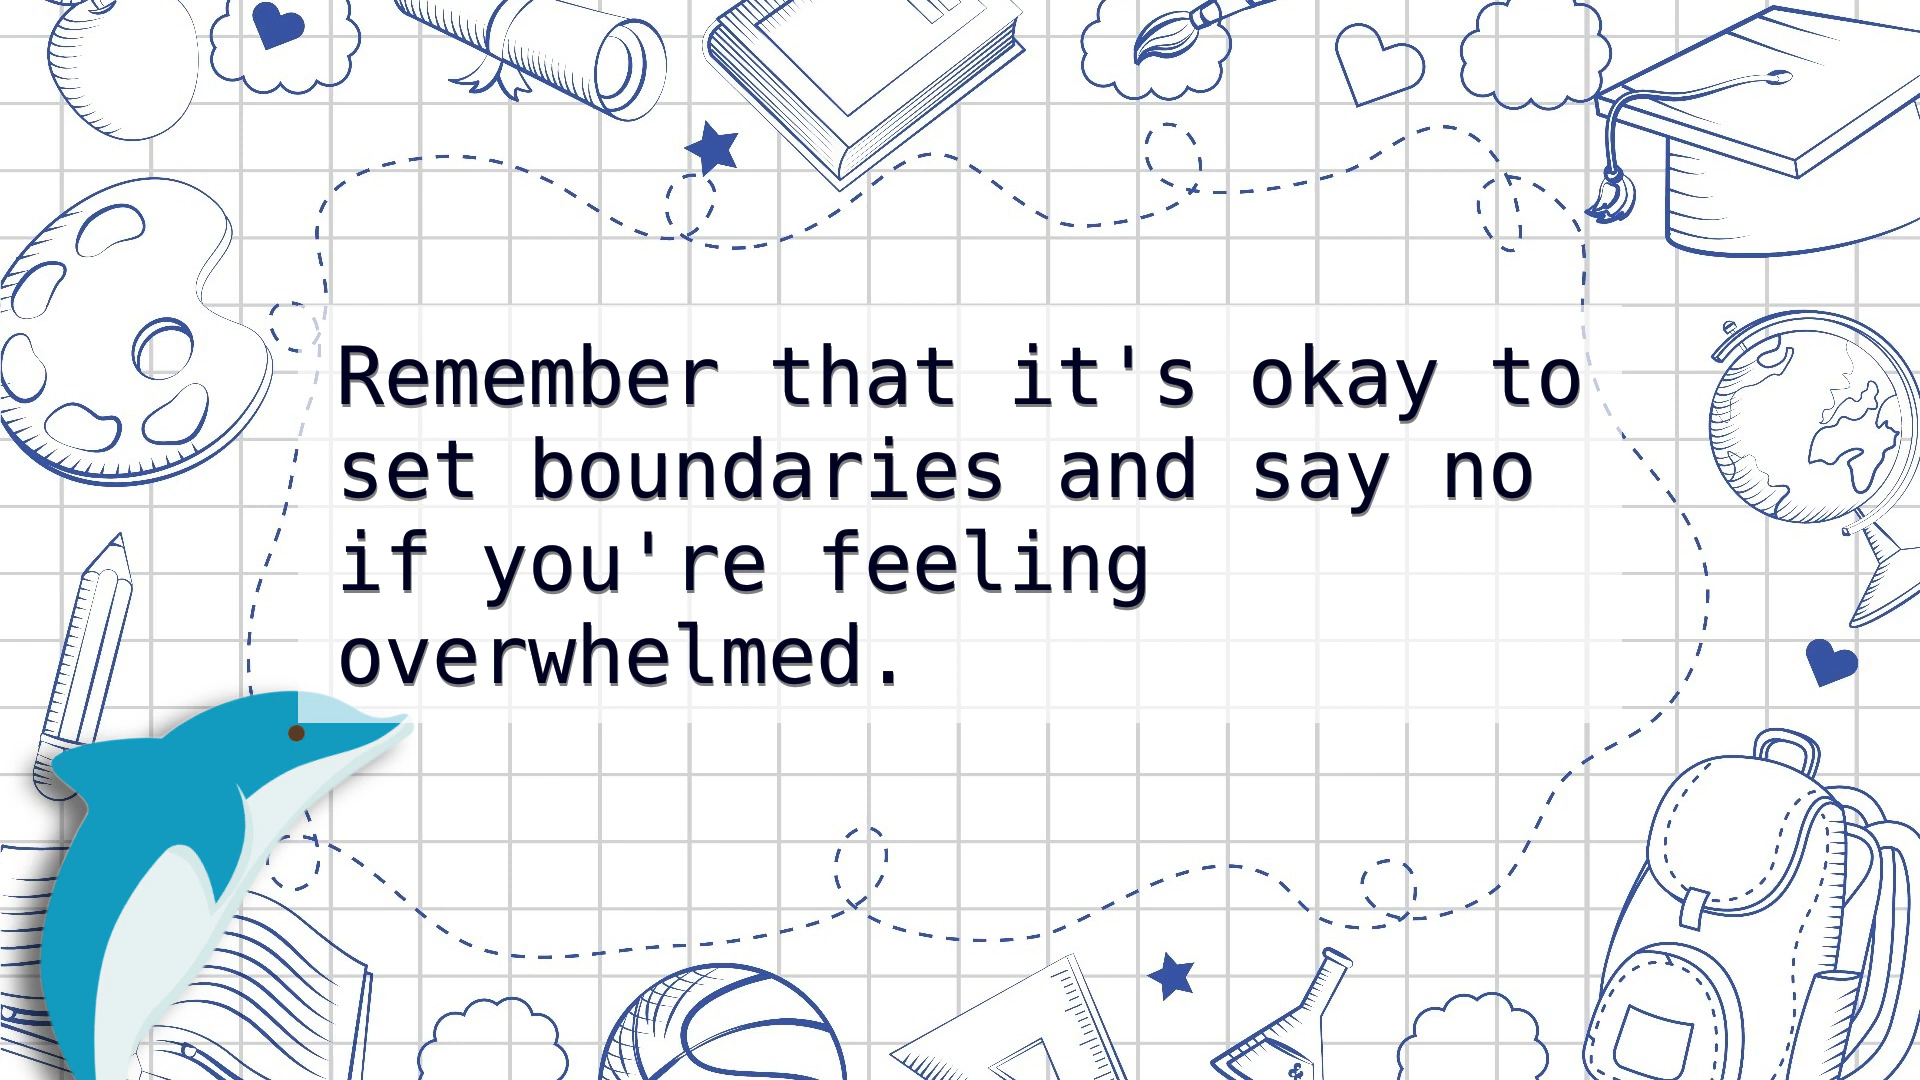 Remember that it's okay to
set boundaries and say no
if you're feeling
overwhelmed.